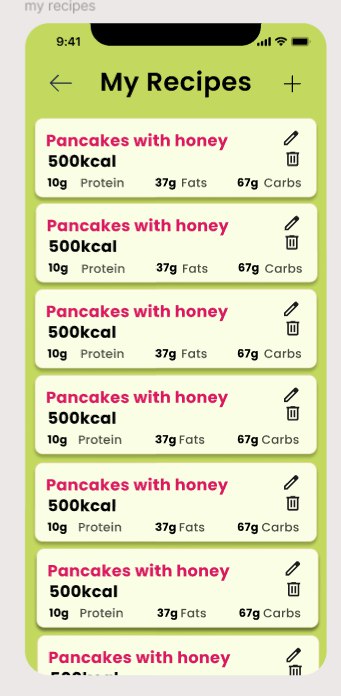 my recipes
9:41
My Recipes
Pancakes with honey
500kcal
10g Protein 37g Fats 67g Carbs
Pancakes with honey
500kcal
10g Protein 37g Fats 67g Carbs
Pancakes with honey
500kcal
10g Protein 37g Fats 67g Carbs
Pancakes with honey
500kcal
10g Protein 37g Fats 67g Carbs
Pancakes with honey
500kcal
10g Protein 37g Fats 67g Carbs
Pancakes with honey
500kcal
10g Protein 37g Fats 67g Carbs
Pancakes with honey
500kcal